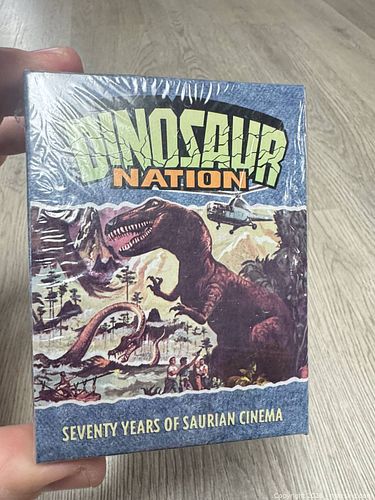 DINOSAUR
NATION
SEVENTY YEARS OF SAURIAN CINEMA